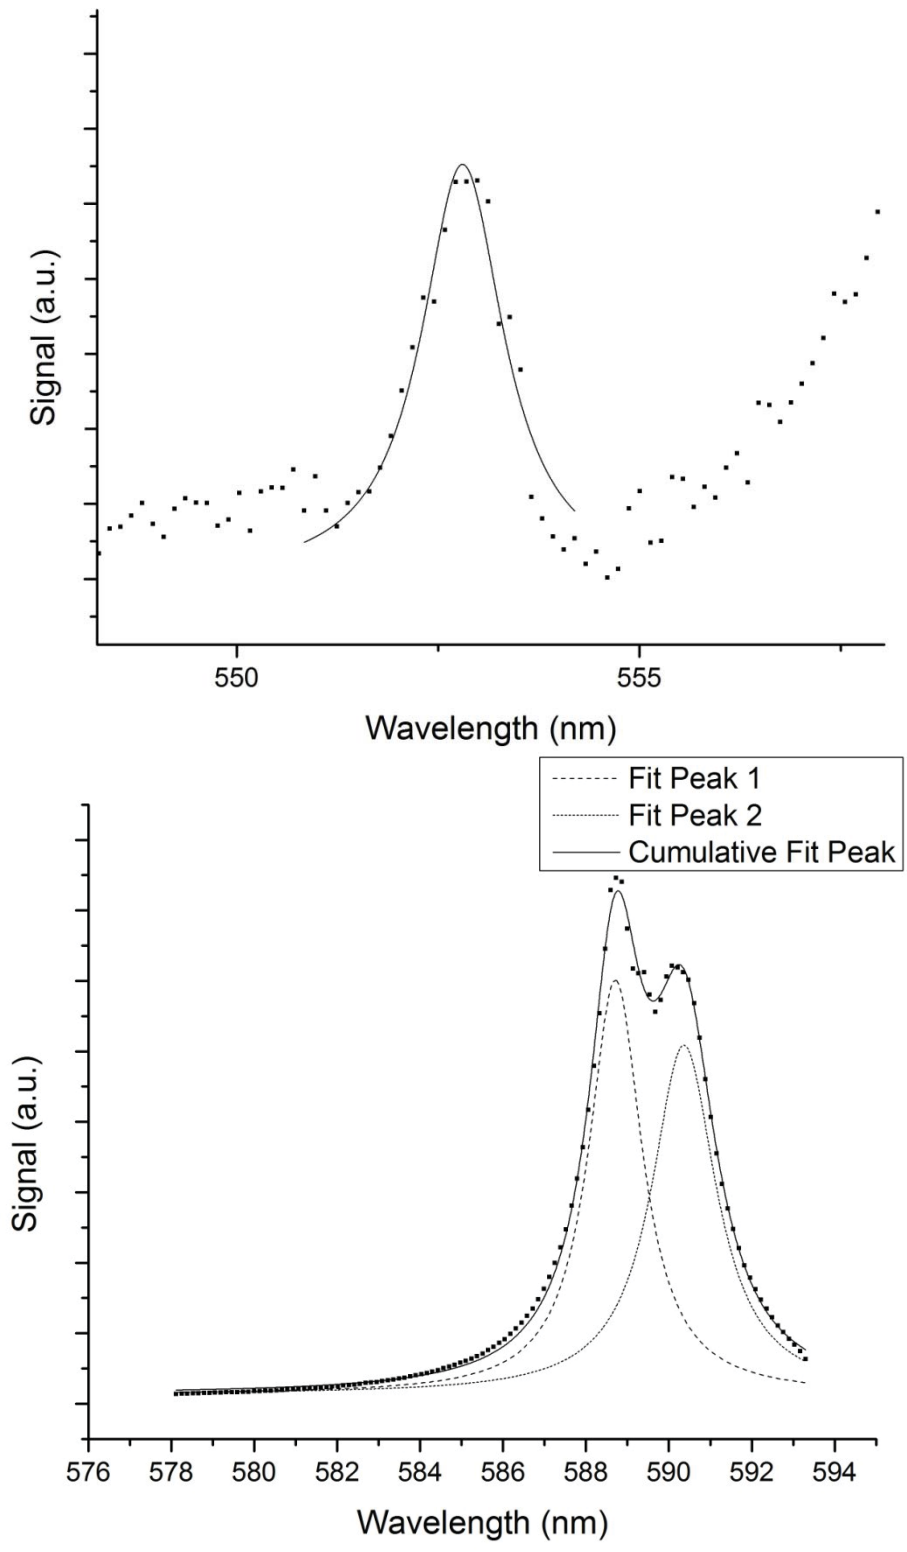 Signal (a.u.)
550 555
Wavelength (nm)
Fit Peak 1
Fit Peak 2
Cumulative Fit Peak
Signal (a.u.)
576 578 580 582 584 586 588 590 592 594
Wavelength (nm)